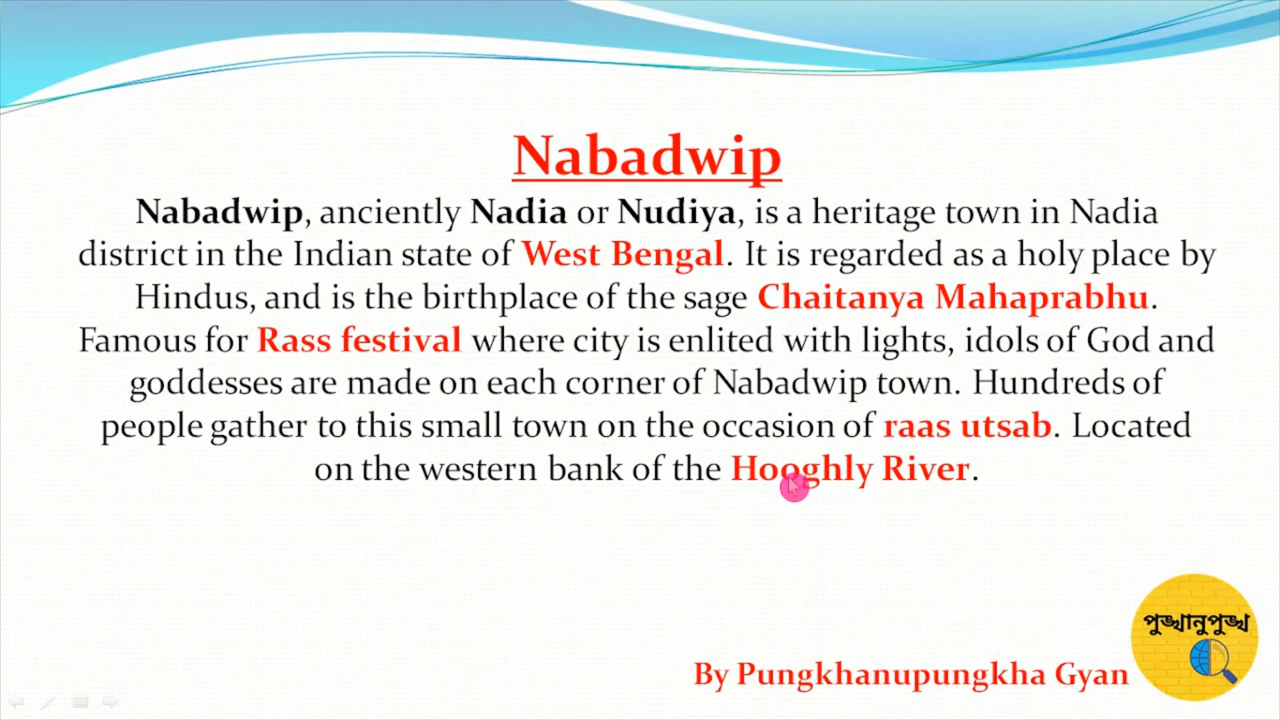 Nabadwip
Nabadwip, anciently Nadia or Nudiya, is a heritage town in Nadia
district in the Indian state of West Bengal. It is regarded as a holy place by
Hindus, and is the birthplace of the sage Chaitanya Mahaprabhu.
Famous for Rass festival where city is enlited with lights, idols of God and
goddesses are made on each corner of Nabadwip town. Hundreds of
people gather to this small town on the occasion of raas utsab. Located
on the western bank of the Hooghly River.
পুঙ্খানুপুঙ্খ
By Pungkhanupungkha Gyan